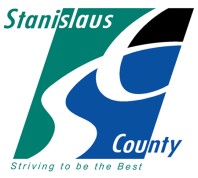 Stanislaus
County
Striving to be the Best